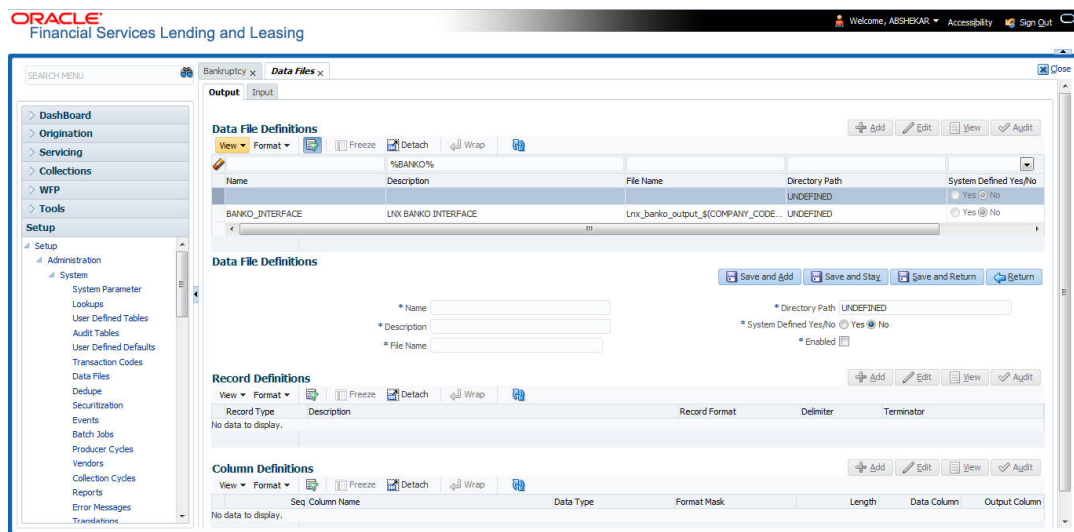 ORACLE
Financial Services Lending and Leasing
Welcome, ABSHEKAR Accessibility Sign Out
SEARCH MENU
Bankruptcy x Data Files x
Close
Output Input
DashBoard
Origination
Servicing
Collections
WFP
Tools
Setup
Setup
Administration
System
System Parameter
Lookups
User Defined Tables
Audit Tables
User Defined Defaults
Transaction Codes
Data Files
Dedupe
Securitization
Events
Batch Jobs
Producer Cycles
Vendors
Collection Cycles
Reports
Error Messages
Translations
Data File Definitions
Add Edit View Audit
View Format Freeze Detach Wrap
%BANKO%
Name Description File Name Directory Path System Defined Yes/No
UNDEFINED Yes No
BANKO_INTERFACE LNX BANKO INTERFACE Lnx_banko_output_$(COMPANY_CODE... UNDEFINED Yes No
Data File Definitions
Save and Add Save and Stay Save and Return Return
* Name
* Description
* File Name
* Directory Path UNDEFINED
* System Defined Yes/No Yes No
* Enabled
Record Definitions
Add Edit View Audit
View Format Freeze Detach Wrap
Record Type Description Record Format Delimiter Terminator
No data to display.
Column Definitions
Add Edit View Audit
View Format Freeze Detach Wrap
Seq Column Name Data Type Format Mask Length Data Column Output Column
No data to display.